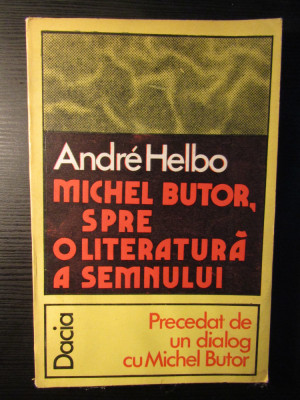 André Helbo
MICHEL BUTOR,
SPRE
O LITERATURĂ
A SEMNULUI
Dacia
Precedat de
un dialog
cu Michel Butor